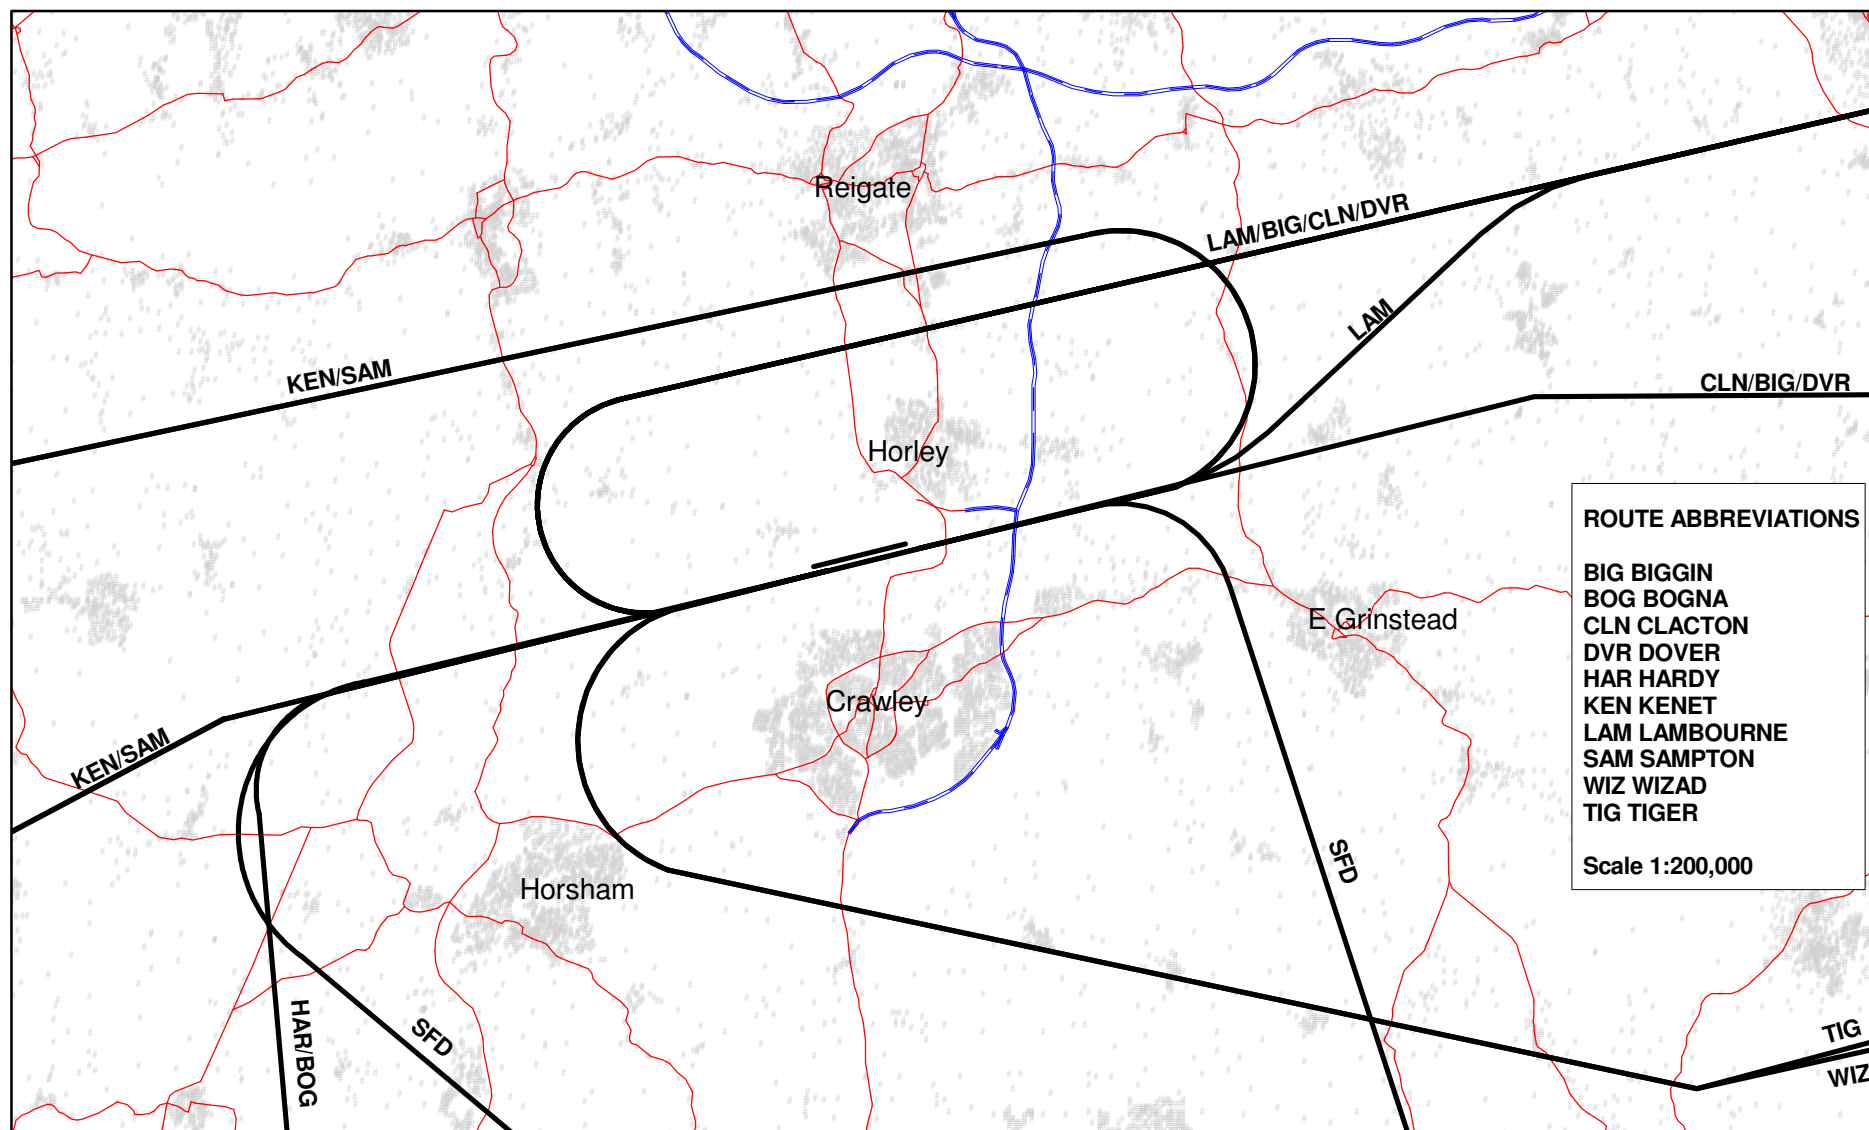 Reigate
LAM/BIG/CLN/DVR
LAM
KEN/SAM
CLN/BIG/DVR
Horley
ROUTE ABBREVIATIONS
BIG BIGGIN
BOG BOGNA
CLN CLACTON
DVR DOVER
HAR HARDY
KEN KENET
LAM LAMBOURNE
SAM SAMPTON
WIZ WIZAD
TIG TIGER
Scale 1:200,000
E Grinstead
Crawley
KEN/SAM
SFD
Horsham
HAR/BOG
SFD
TIG
WIZ